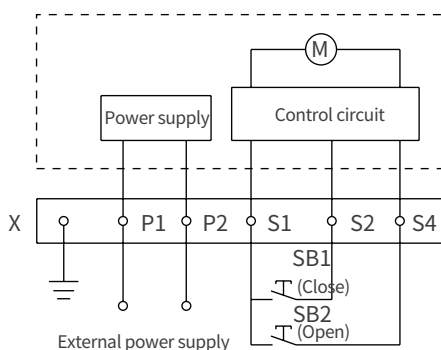 M
Power supply
Control circuit
X P1 P2 S1 S2 S4
SB1
(Close)
SB2
(Open)
External power supply